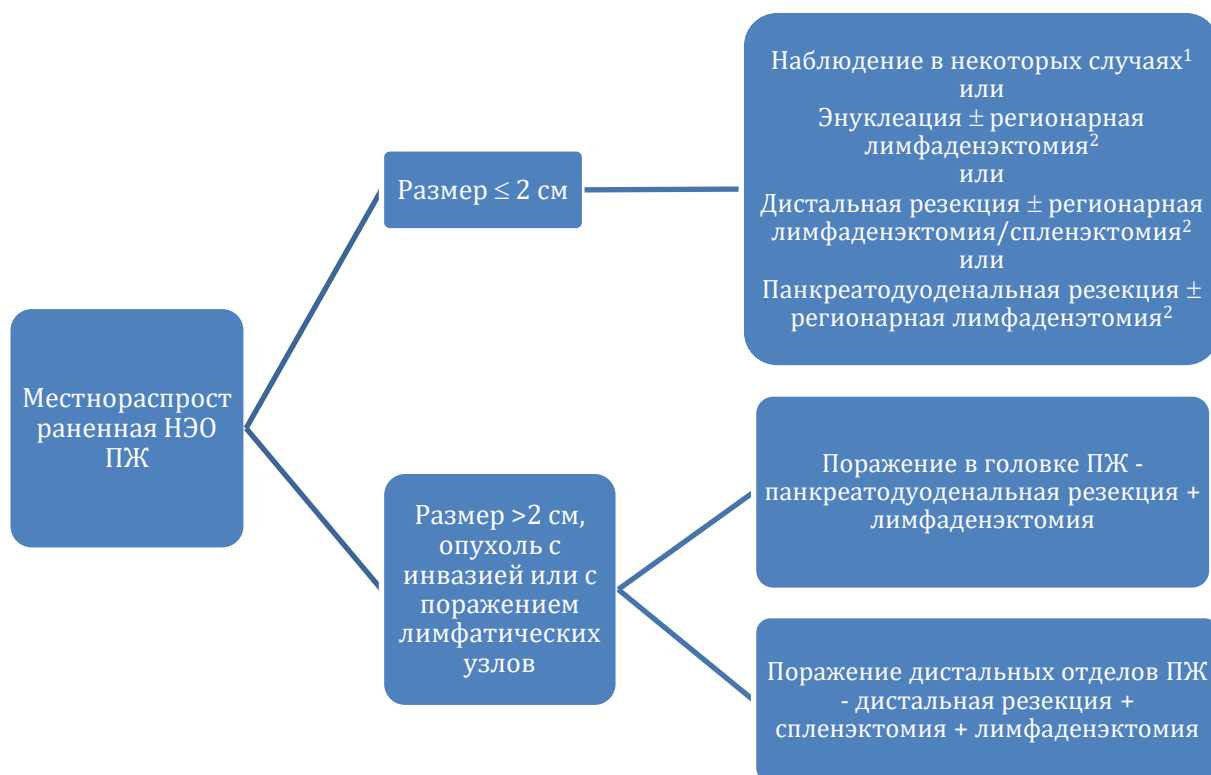 Местнораспрост
раненная НЭО
ПЖ
Размер ≤ 2 см
Наблюдение в некоторых случаях¹
или
Энуклеация ± регионарная
лимфаденэктомия²
или
Дистальная резекция ± регионарная
лимфаденэктомия/спленэктомия²
или
Панкреатодуоденальная резекция ±
регионарная лимфаденэтомия²
Размер >2 см,
опухоль с
инвазией или с
поражением
лимфатических
узлов
Поражение в головке ПЖ -
панкреатодуоденальная резекция +
лимфаденэктомия
Поражение дистальных отделов ПЖ
- дистальная резекция +
спленэктомия + лимфаденэктомия